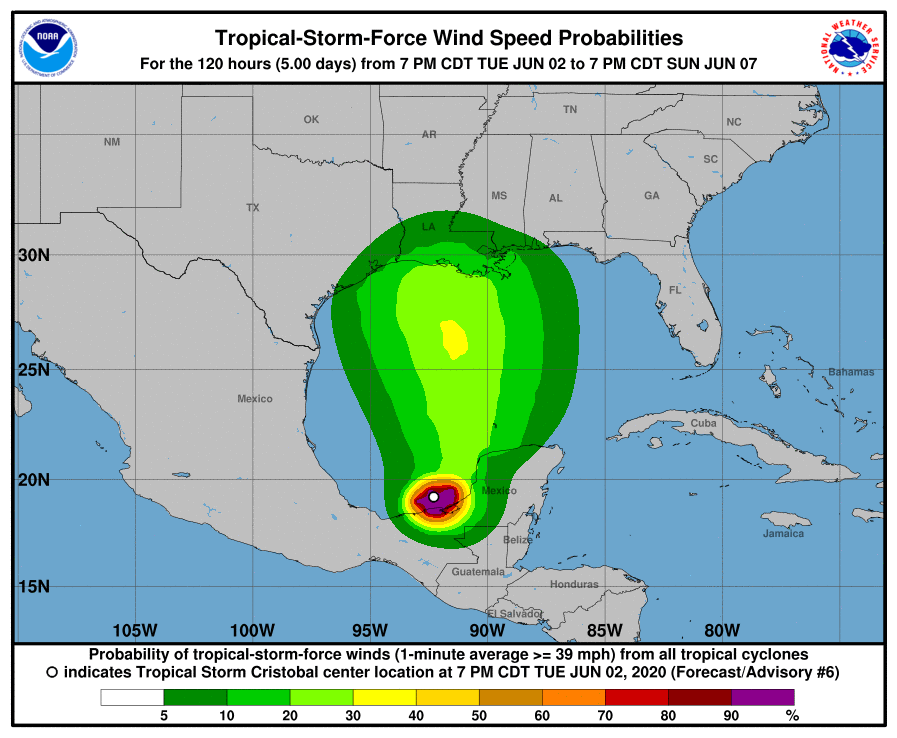 Tropical-Storm-Force Wind Speed Probabilities
For the 120 hours (5.00 days) from 7 PM CDT TUE JUN 02 to 7 PM CDT SUN JUN 07
NOAA
NATIONAL OCEANIC AND ATMOSPHERIC ADMINISTRATION
U.S. DEPARTMENT OF COMMERCE
NATIONAL WEATHER SERVICE
OK
TN
NC
NM
AR
SC
TX
MS
AL
GA
LA
30N
FL
25N
Bahamas
Mexico
Cuba
20N
Mexico
Jamaica
Belize
Guatemala
15N
Honduras
El Salvador
105W 100W 95W 90W 85W 80W
Probability of tropical-storm-force winds (1-minute average >= 39 mph) from all tropical cyclones
O indicates Tropical Storm Cristobal center location at 7 PM CDT TUE JUN 02, 2020 (Forecast/Advisory #6)
5 10 20 30 40 50 60 70 80 90 %